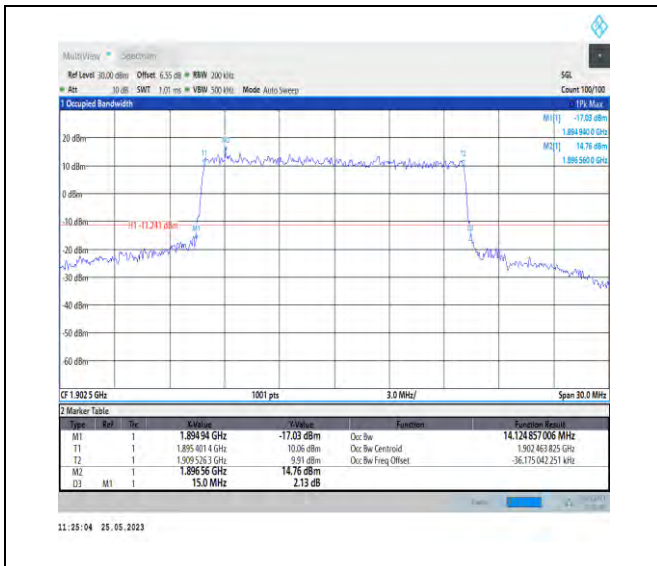 MultiView Spectrum
Ref Level 30.00 dBm Offset 6.55 dB RBW 200 kHz SGL
Att 30 dB SWT 1.01 ms VBW 500 kHz Mode Auto Sweep Count 100/100
1 Occupied Bandwidth 1Pk Max
M1[1] -17.03 dBm
1.894 940 0 GHz
M2[1] 14.76 dBm
1.896 560 0 GHz
20 dBm
M2
T1
T2
10 dBm
0 dBm
-10 dBm
H1 -11.241 dBm
M1
-20 dBm
-30 dBm
-40 dBm
-50 dBm
-60 dBm
CF 1.902 5 GHz 1001 pts 3.0 MHz/ Span 30.0 MHz
2 Marker Table
Type Ref Trc X-Value Y-Value Function Function Result
M1 1 1.894 94 GHz -17.03 dBm Occ Bw 14.124 857 006 MHz
T1 1 1.895 401 4 GHz 10.06 dBm Occ Bw Centroid 1.902 463 825 GHz
T2 1 1.909 526 3 GHz 9.91 dBm Occ Bw Freq Offset -36.175 042 251 kHz
M2 1 1.896 56 GHz 14.76 dBm
D3 M1 1 15.0 MHz 2.13 dB
11:25:04 25.05.2023